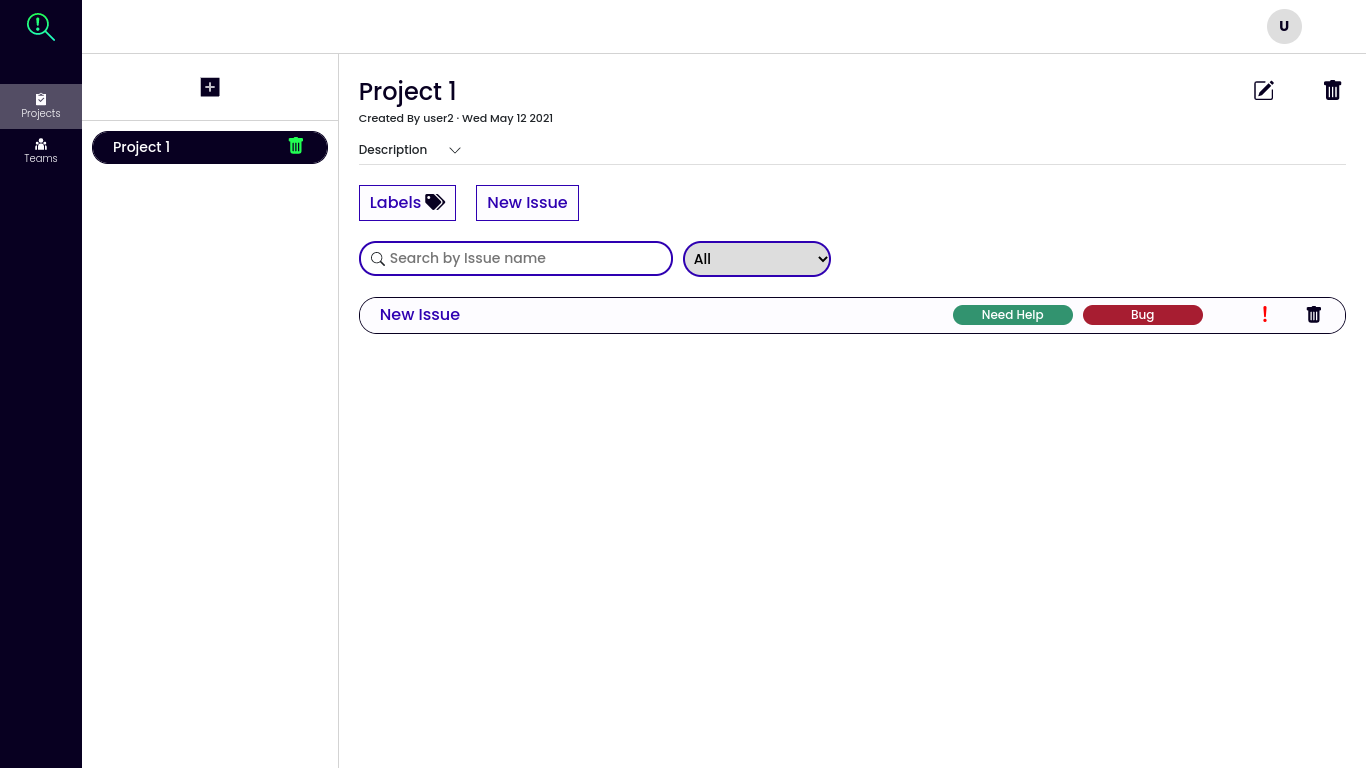 U
Projects
Teams
Project 1
Project 1
Created By user2 · Wed May 12 2021
Description
Labels
New Issue
Search by Issue name
All
New Issue
Need Help
Bug